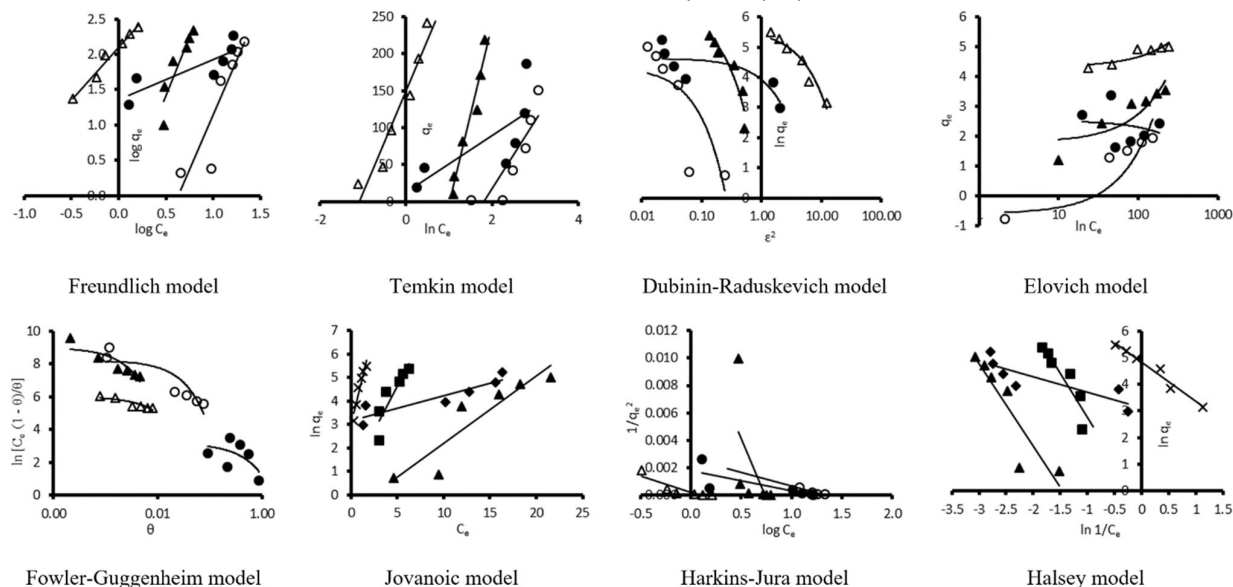 2.5
2.0
1.5
1.0
0.5
0.0
log qe
-1.0 -0.5 0.0 0.5 1.0 1.5
log Ce
Freundlich model
250
200
150
100
50
0
qe
-2 0 2 4
ln Ce
Temkin model
6
5
4
3
2
1
0
ln qe
0.01 0.10 1.00 10.00 100.00
ε2
Dubinin-Raduskevich model
6
5
4
3
2
1
0
-1
qe
10 100 1000
ln Ce
Elovich model
10
8
6
4
2
0
ln [Ce (1 - θ)/θ]
0.00 0.01 1.00
θ
Fowler-Guggenheim model
7
6
5
4
3
2
1
0
ln qe
0 5 10 15 20 25
Ce
Jovanoic model
0.012
0.010
0.008
0.006
0.004
0.002
0.000
1/qe2
-0.5 0.0 0.5 1.0 1.5
log Ce
Harkins-Jura model
6
5
4
3
2
1
0
ln qe
-3.5 -3 -2.5 -2 -1.5 -1 -0.5 0 0.5 1 1.5
ln 1/Ce
Halsey model